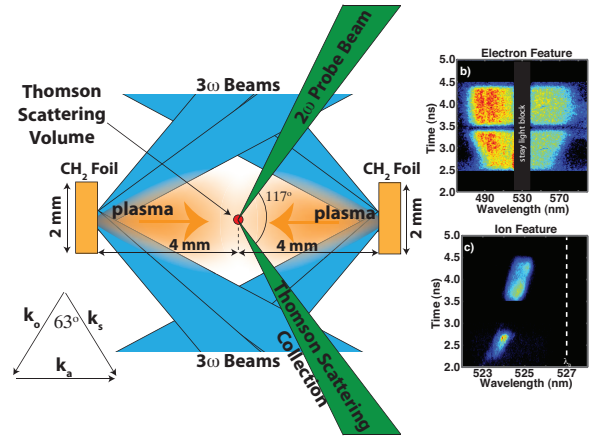 3ω Beams
2ω Probe Beam
Thomson
Scattering
Volume
CH2 Foil
CH2 Foil
2 mm
2 mm
plasma
plasma
117°
4 mm
4 mm
Thomson Scattering
Collection
3ω Beams
ko
63°
ks
ka
Electron Feature
b)
5.0
4.5
4.0
3.5
3.0
2.5
2.0
Time (ns)
stray light block
490
530
570
Wavelength (nm)
Ion Feature
c)
5.0
4.5
4.0
3.5
3.0
2.5
2.0
Time (ns)
523
525
527
Wavelength (nm)